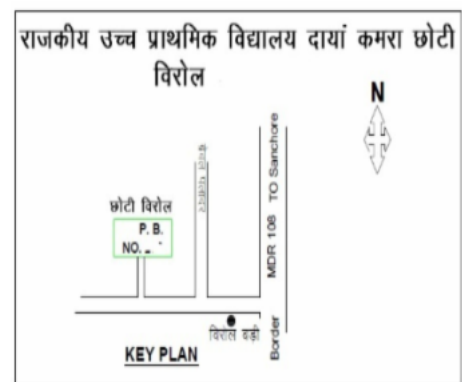 राजकीय उच्च प्राथमिक विद्यालय दायां कमरा छोटी
विरोल
N
छोटी विरोल
P. B.
NO.
MDR 108 TO Sanchore
विरोल बड़ी
Border
KEY PLAN